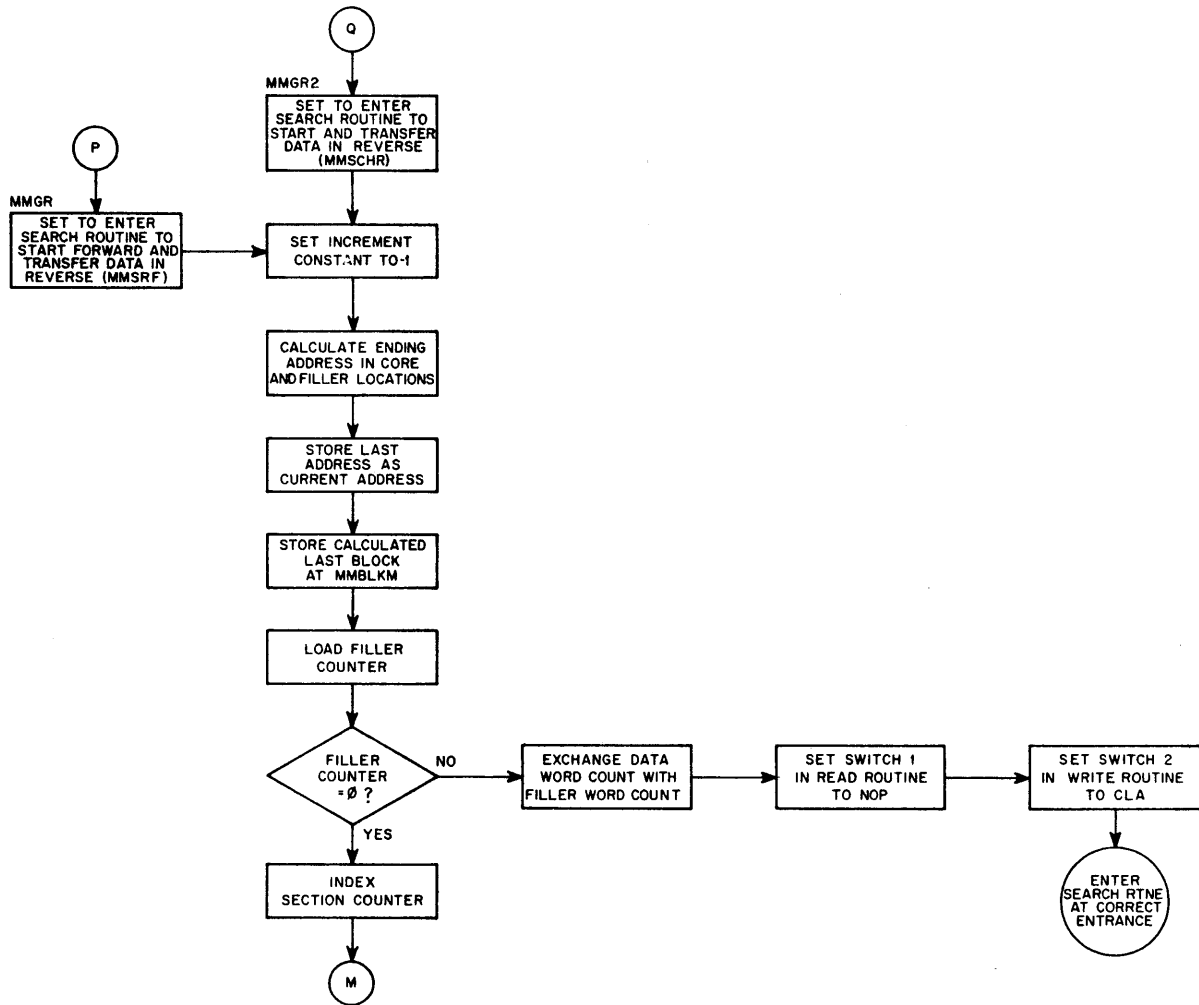 Q
MMGR2
SET TO ENTER
SEARCH ROUTINE TO
START AND TRANSFER
DATA IN REVERSE
(MMSCHR)
P
MMGR
SET TO ENTER
SEARCH ROUTINE TO
START FORWARD AND
TRANSFER DATA IN
REVERSE (MMSRF)
SET INCREMENT
CONSTANT TO-1
CALCULATE ENDING
ADDRESS IN CORE
AND FILLER LOCATIONS
STORE LAST
ADDRESS AS
CURRENT ADDRESS
STORE CALCULATED
LAST BLOCK
AT MMBLKM
LOAD FILLER
COUNTER
FILLER
COUNTER
=Ø?
NO
EXCHANGE DATA
WORD COUNT WITH
FILLER WORD COUNT
SET SWITCH 1
IN READ ROUTINE
TO NOP
SET SWITCH 2
IN WRITE ROUTINE
TO CLA
YES
INDEX
SECTION COUNTER
ENTER
SEARCH RTNE
AT CORRECT
ENTRANCE
M